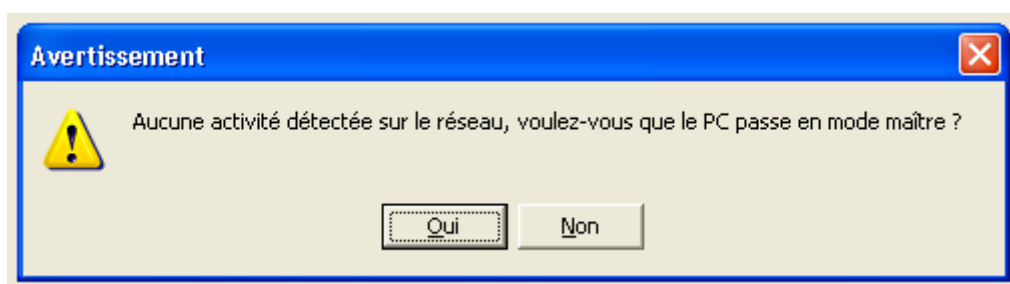 Avertissement
Aucune activité détectée sur le réseau, voulez-vous que le PC passe en mode maître ?
Oui
Non